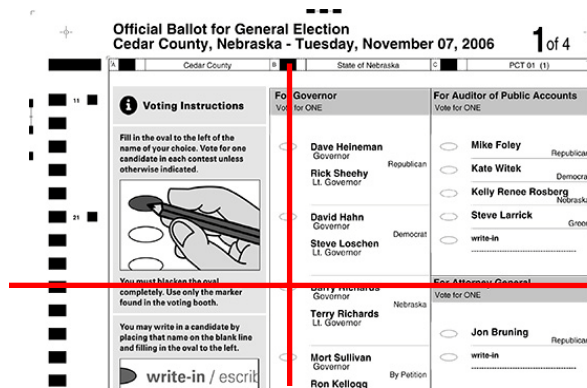 Official Ballot for General Election
Cedar County, Nebraska - Tuesday, November 07, 2006
1 of 4
A Cedar County
B State of Nebraska
C PCT 01 (1)
11
21
Voting Instructions
Fill in the oval to the left of the
name of your choice. Vote for one
candidate in each contest unless
otherwise indicated.
You must blacken the oval
completely. Use only the marker
found in the voting booth.
You may write in a candidate by
placing that name on the blank line
and filling in the oval to the left.
write-in / escrib
For Governor
Vote for ONE
Dave Heineman
Governor
Republican
Rick Sheehy
Lt. Governor
David Hahn
Governor
Democrat
Steve Loschen
Lt. Governor
Barry Richards
Governor
Nebraska
Terry Richards
Lt. Governor
Mort Sullivan
Governor
By Petition
Ron Kellogg
For Auditor of Public Accounts
Vote for ONE
Mike Foley
Republican
Kate Witek
Democra
Kelly Renee Rosberg
Nebraska
Steve Larrick
Green
write-in
For Attorney General
Vote for ONE
Jon Bruning
Republican
write-in